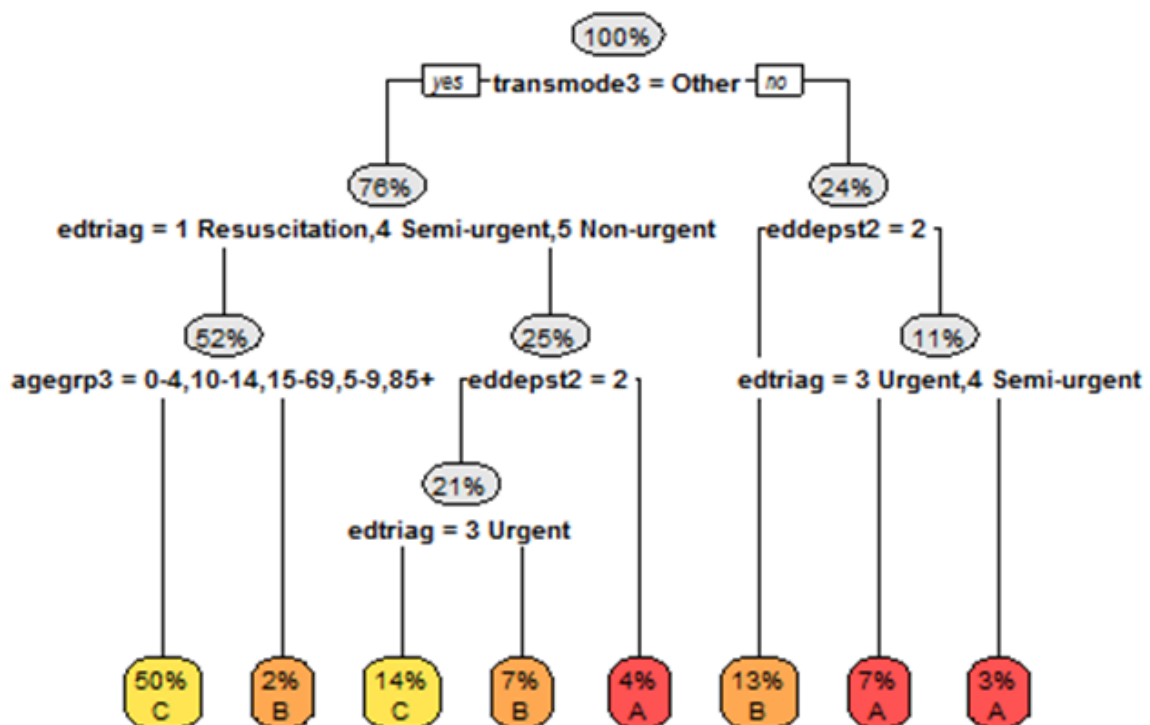 100%
yes transmode3 = Other no
76% 24%
edtriag = 1 Resuscitation,4 Semi-urgent,5 Non-urgent eddepst2 = 2
52% 25% 11%
agegrp3 = 0-4,10-14,15-69,5-9,85+ eddepst2 = 2 edtriag = 3 Urgent,4 Semi-urgent
21%
edtriag = 3 Urgent
50% 2% 14% 7% 4% 13% 7% 3%
C B C B A B A A